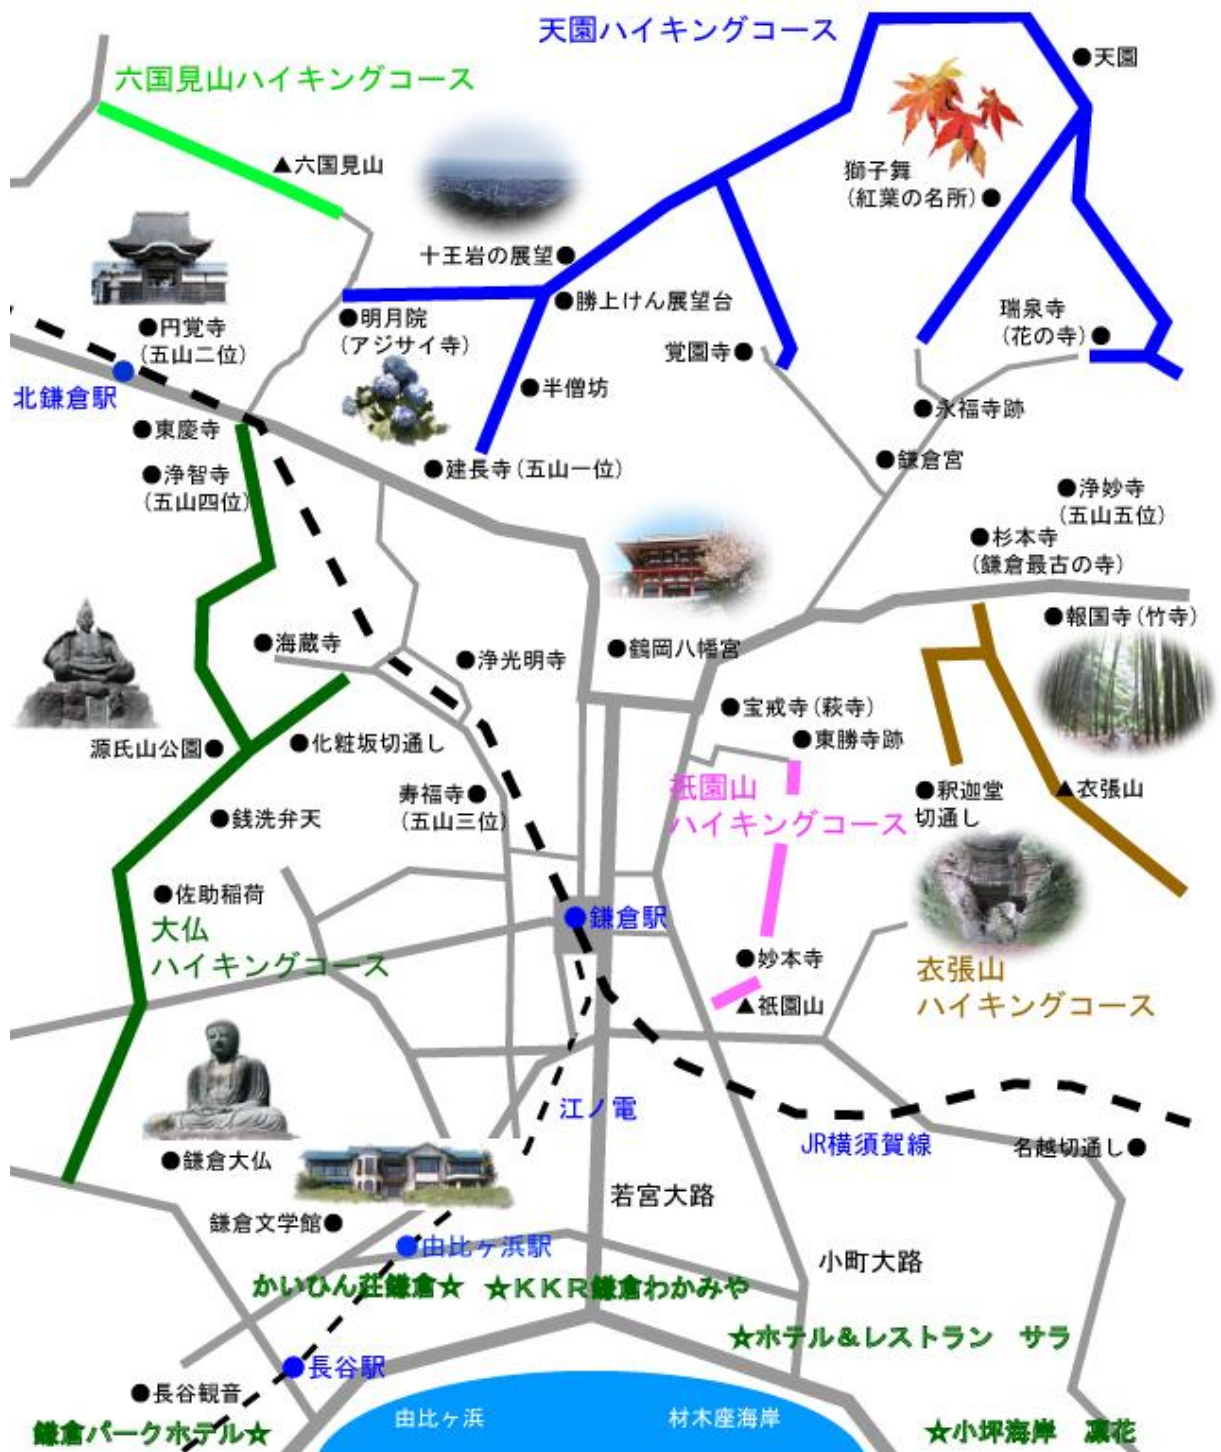 天園ハイキングコース
●天園
六国見山ハイキングコース
▲六国見山
獅子舞
(紅葉の名所)●
十王岩の展望●
●勝上けん展望台
●明月院
(アジサイ寺)
●円覚寺
(五山二位)
北鎌倉駅
瑞泉寺
(花の寺)●
覚園寺●
●半僧坊
●永福寺跡
●東慶寺
●浄智寺
(五山四位)
●建長寺(五山一位)
●鎌倉宮
●浄妙寺
(五山五位)
●杉本寺
(鎌倉最古の寺)
●報国寺(竹寺)
●海蔵寺
●浄光明寺
●鶴岡八幡宮
●宝戒寺(萩寺)
●東勝寺跡
源氏山公園●
●化粧坂切通し
祇園山
ハイキングコース
●釈迦堂
切通し
▲衣張山
寿福寺●
(五山三位)
●銭洗弁天
●佐助稲荷
大仏
ハイキングコース
●鎌倉駅
●妙本寺
▲祇園山
衣張山
ハイキングコース
江ノ電
JR横須賀線
名越切通し●
●鎌倉大仏
若宮大路
鎌倉文学館●
●由比ヶ浜駅
小町大路
かいひん荘鎌倉☆
☆KKR鎌倉わかみや
☆ホテル&レストラン サラ
●長谷駅
●長谷観音
鎌倉パークホテル☆
由比ヶ浜
材木座海岸
☆小坪海岸 凛花